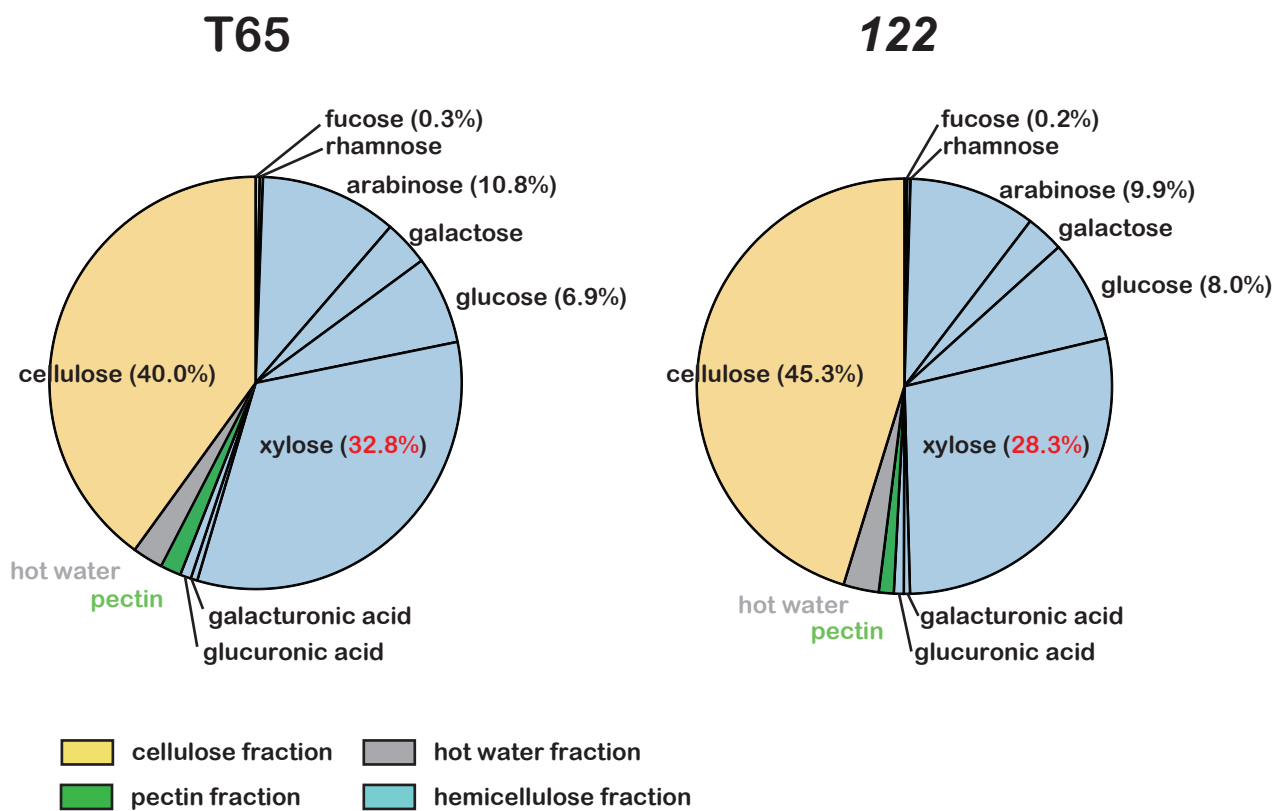 T65
fucose (0.3%)
rhamnose
arabinose (10.8%)
galactose
glucose (6.9%)
cellulose (40.0%)
xylose (32.8%)
hot water
pectin
galacturonic acid
glucuronic acid
122
fucose (0.2%)
rhamnose
arabinose (9.9%)
galactose
glucose (8.0%)
cellulose (45.3%)
xylose (28.3%)
hot water
pectin
galacturonic acid
glucuronic acid
cellulose fraction
hot water fraction
pectin fraction
hemicellulose fraction